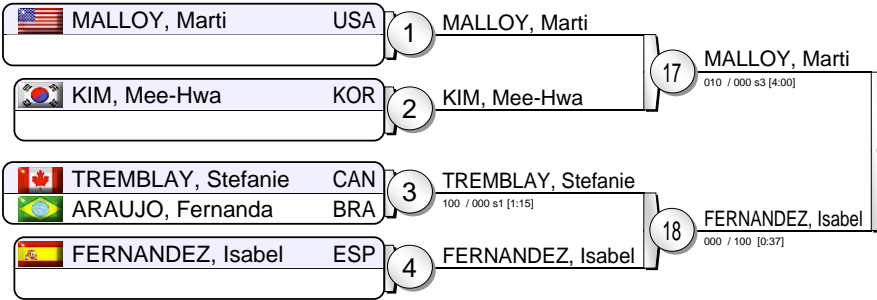 MALLOY, Marti USA
1
MALLOY, Marti
17
MALLOY, Marti
010 / 000 s3 [4:00]
KIM, Mee-Hwa KOR
2
KIM, Mee-Hwa
TREMBLAY, Stefanie CAN
ARAUJO, Fernanda BRA
3
TREMBLAY, Stefanie
100 / 000 s1 [1:15]
18
FERNANDEZ, Isabel
000 / 100 [0:37]
FERNANDEZ, Isabel ESP
4
FERNANDEZ, Isabel